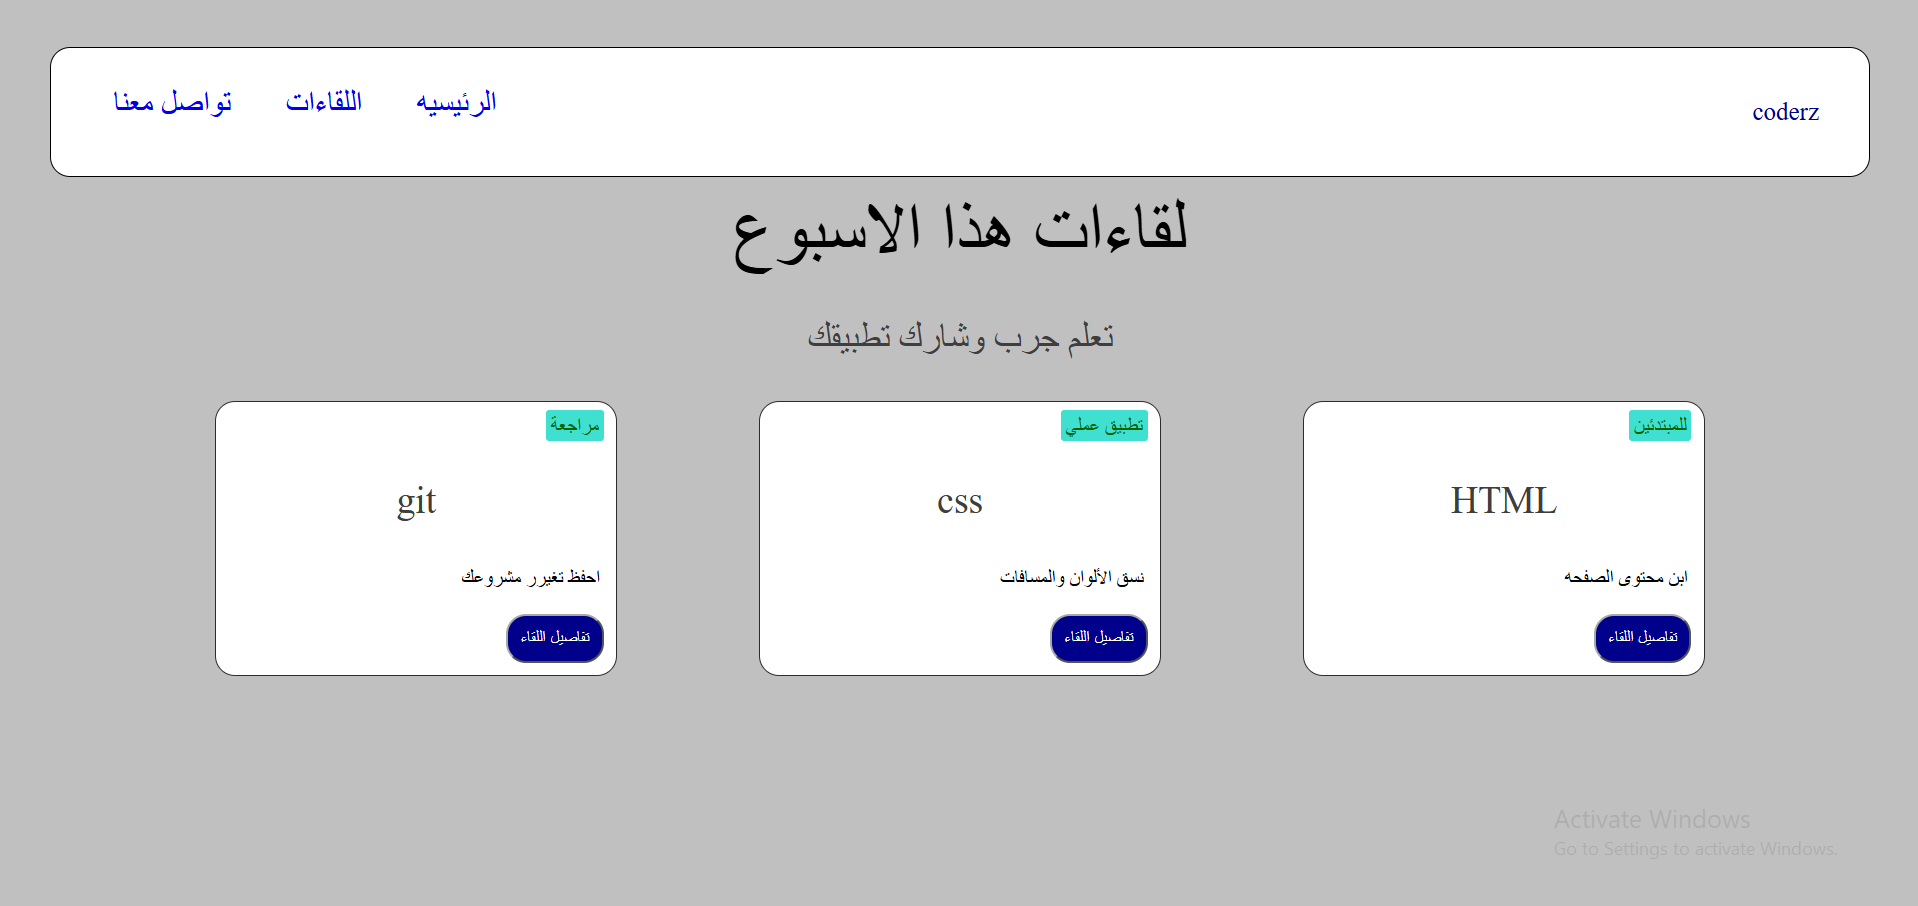 coderz
الرئيسيه
اللقاءات
تواصل معنا
لقاءات هذا الاسبوع
تعلم جرب وشارك تطبيقك
للمبتدئين
HTML
ابن محتوى الصفحه
تفاصيل اللقاء
تطبيق عملي
css
نسق الألوان والمسافات
تفاصيل اللقاء
مراجعة
git
احفظ تغيرر مشروعك
تفاصيل اللقاء
Activate Windows
Go to Settings to activate Windows.